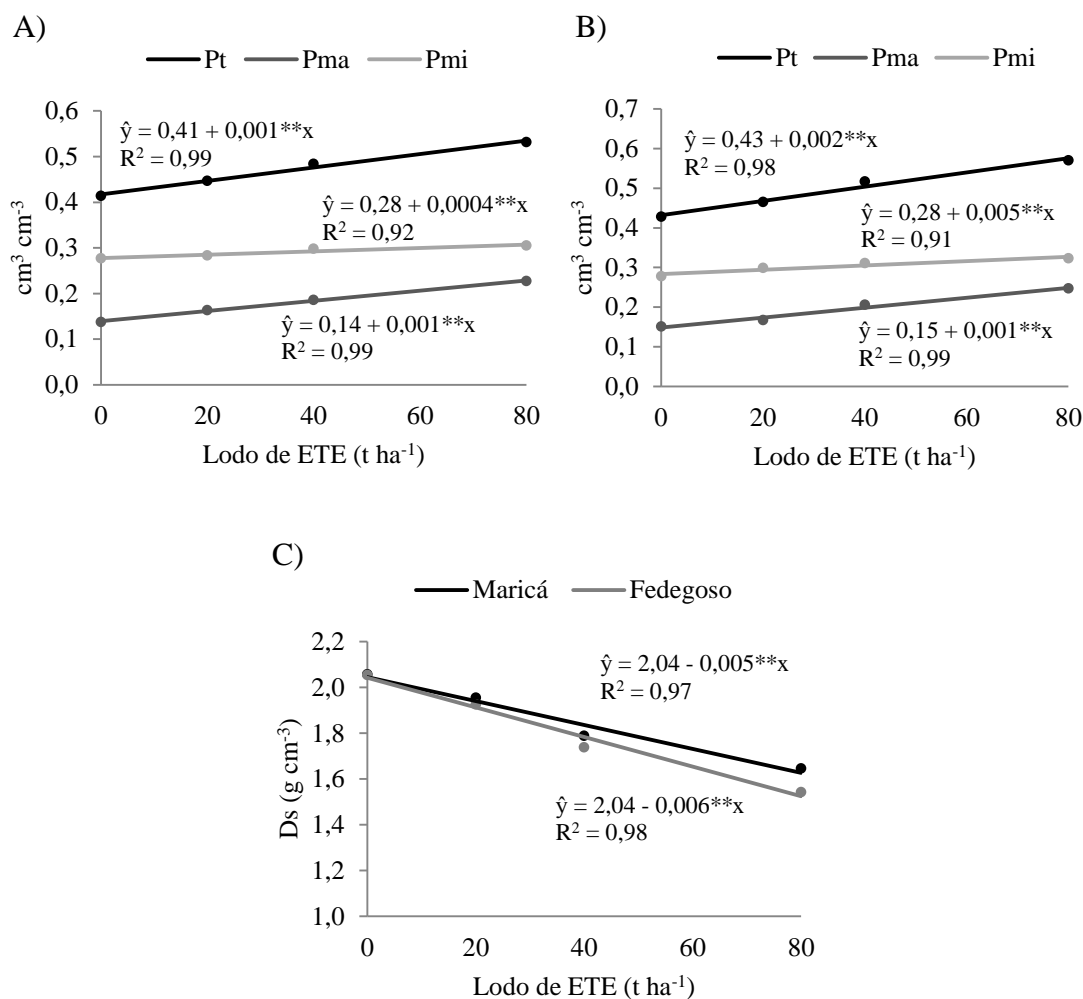 A)
Pt Pma Pmi
0,6
0,5
0,4
0,3
0,2
0,1
0,0
cm³ cm⁻³
ŷ = 0,41 + 0,001**x
R² = 0,99
ŷ = 0,28 + 0,0004**x
R² = 0,92
ŷ = 0,14 + 0,001**x
R² = 0,99
0 20 40 60 80
Lodo de ETE (t ha⁻¹)
B)
Pt Pma Pmi
0,7
0,6
0,5
0,4
0,3
0,2
0,1
0,0
cm³ cm⁻³
ŷ = 0,43 + 0,002**x
R² = 0,98
ŷ = 0,28 + 0,005**x
R² = 0,91
ŷ = 0,15 + 0,001**x
R² = 0,99
0 20 40 60 80
Lodo de ETE (t ha⁻¹)
C)
Maricá Fedegoso
2,2
2,0
1,8
1,6
1,4
1,2
1,0
Ds (g cm⁻³)
ŷ = 2,04 - 0,005**x
R² = 0,97
ŷ = 2,04 - 0,006**x
R² = 0,98
0 20 40 60 80
Lodo de ETE (t ha⁻¹)